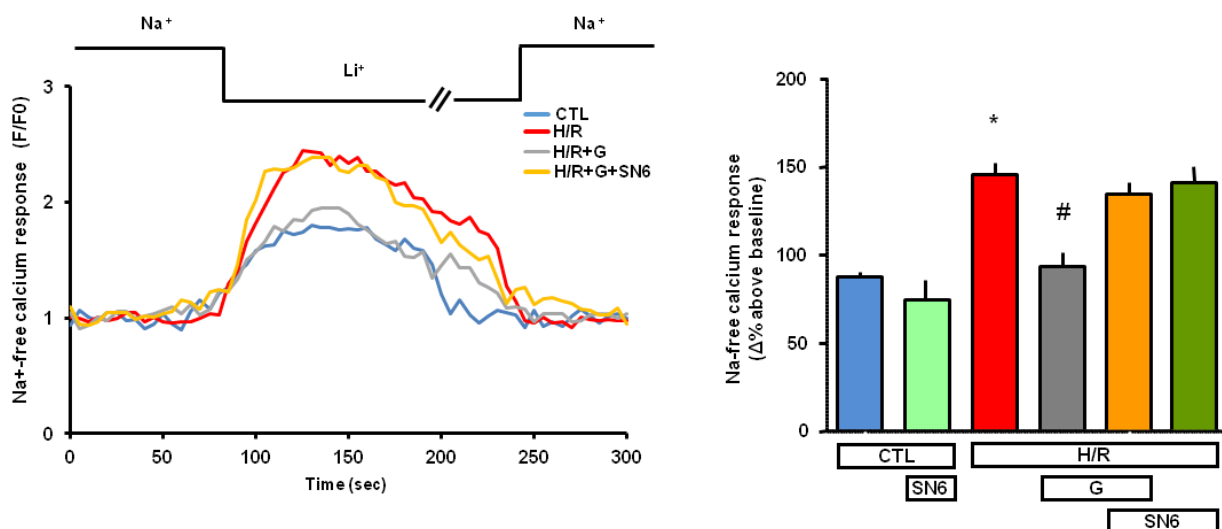 Na⁺ Na⁺
Li⁺
Na+-free calcium response (F/F0)
3
2
1
0
CTL
H/R
H/R+G
H/R+G+SN6
0 50 100 150 200 250 300
Time (sec)
Na-free calcium response
(Δ% above baseline)
200
150
100
50
0
*
#
CTL H/R
SN6 G
SN6